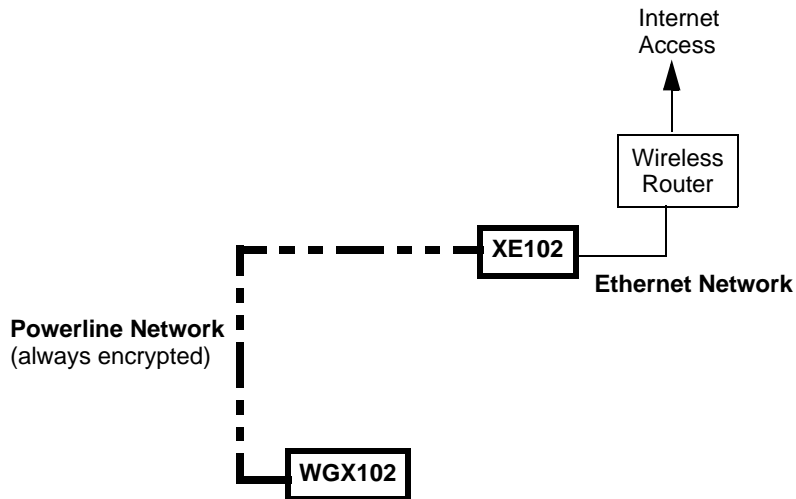 Internet
Access
Wireless
Router
XE102
Ethernet Network
Powerline Network
(always encrypted)
WGX102